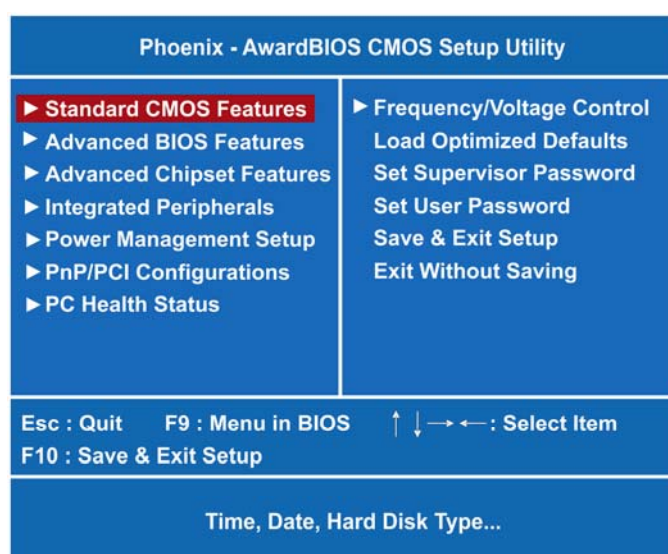 Phoenix - AwardBIOS CMOS Setup Utility
► Standard CMOS Features
► Advanced BIOS Features
► Advanced Chipset Features
► Integrated Peripherals
► Power Management Setup
► PnP/PCI Configurations
► PC Health Status
► Frequency/Voltage Control
Load Optimized Defaults
Set Supervisor Password
Set User Password
Save & Exit Setup
Exit Without Saving
Esc : Quit F9 : Menu in BIOS ↑ ↓ → ← : Select Item
F10 : Save & Exit Setup
Time, Date, Hard Disk Type...